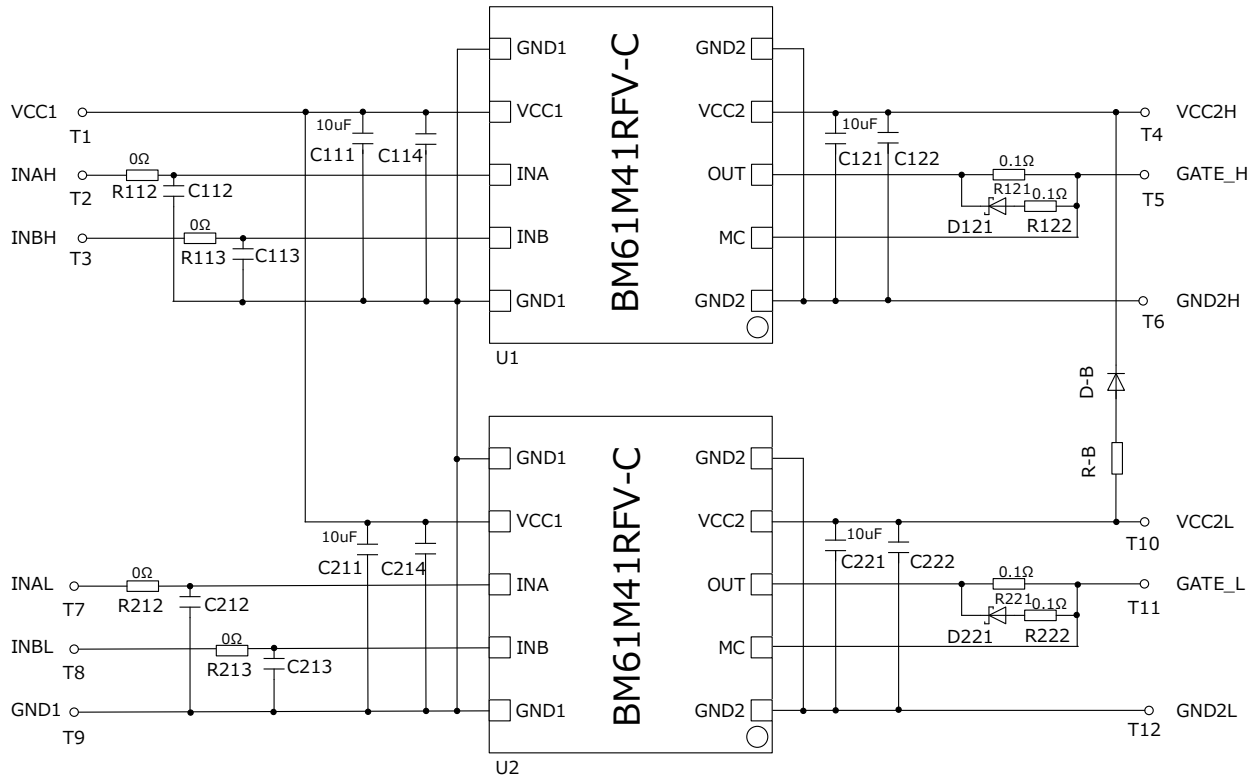 GND1
GND2
VCC1
T1
10uF
C111
C114
VCC1
VCC2
10uF
C121
C122
T4
VCC2H
INAH
T2
0Ω
R112
C112
INA
OUT
0.1Ω
R121
D121
0.1Ω
R122
T5
GATE_H
INBH
T3
0Ω
R113
C113
INB
MC
GND1
GND2
T6
GND2H
BM61M41RFV-C
U1
D-B
R-B
GND1
GND2
10uF
C211
C214
VCC1
VCC2
10uF
C221
C222
T10
VCC2L
INAL
T7
0Ω
R212
C212
INA
OUT
0.1Ω
R221
D221
0.1Ω
R222
T11
GATE_L
INBL
T8
0Ω
R213
C213
INB
MC
GND1
T9
GND1
GND2
T12
GND2L
BM61M41RFV-C
U2